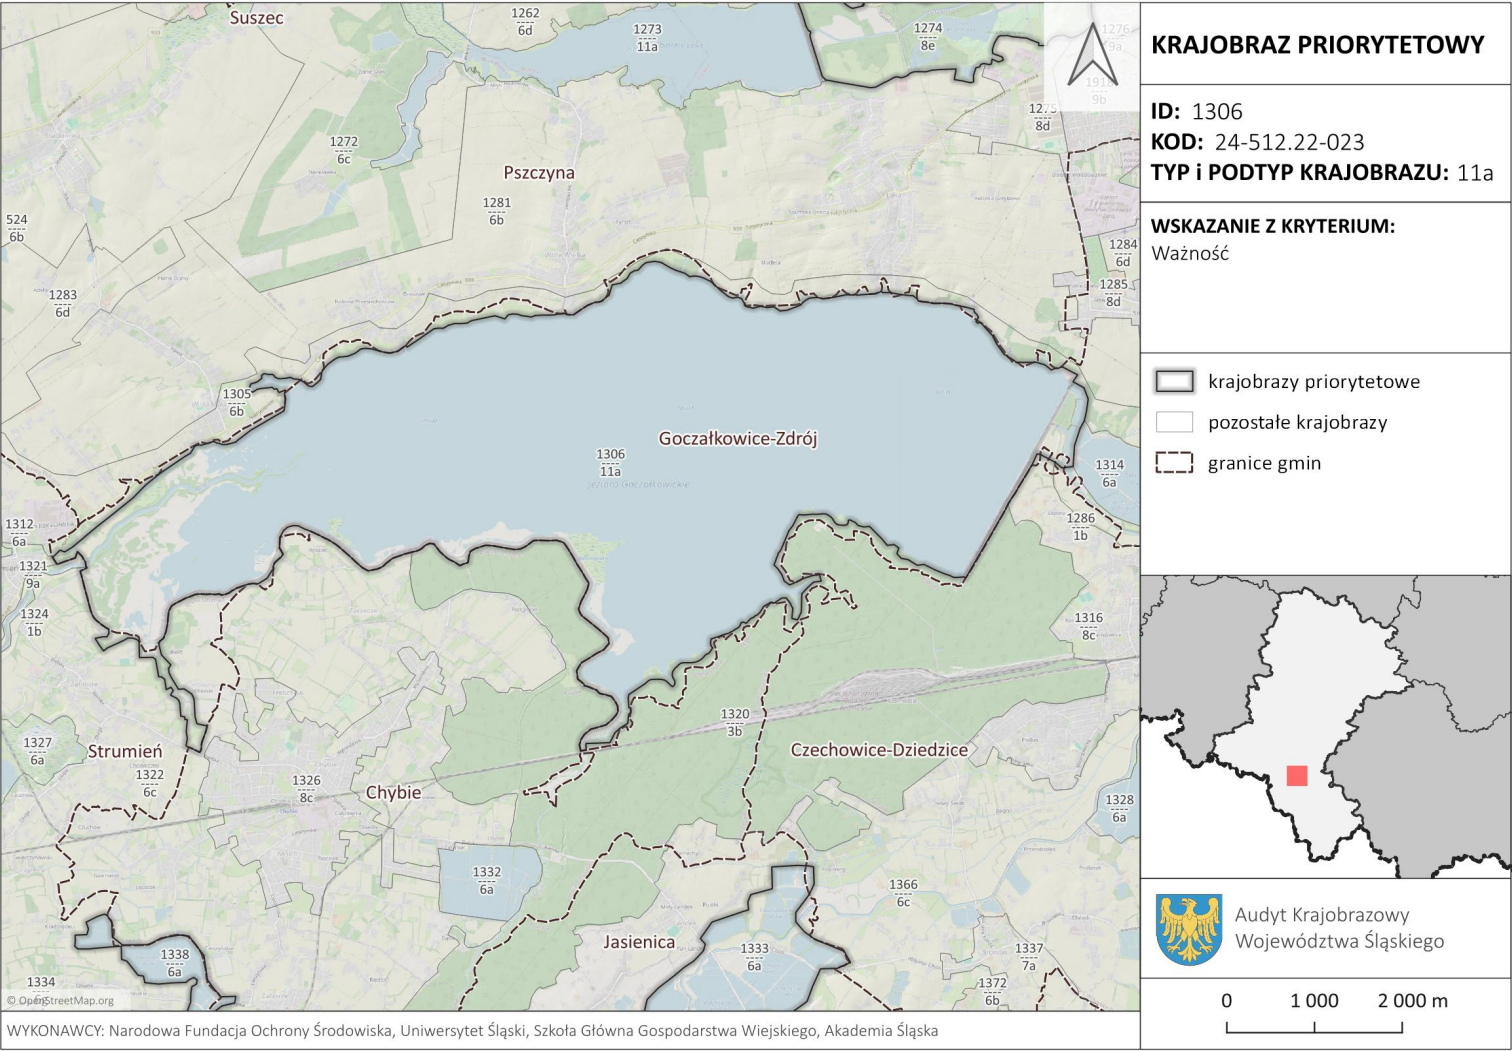 Suszec
1262
6d
1273
11a
1274
8e
1276
9a
1918
9b
1275
8d
1272
6c
Pszczyna
1281
6b
524
6b
1284
6d
1285
8d
1283
6d
1305
6b
Goczałkowice-Zdrój
1306
11a
Jezioro Goczałkowickie
1314
6a
1312
6a
1286
1b
1321
9a
1324
1b
1316
8c
1320
3b
1327
6a
Strumień
1322
6c
Czechowice-Dziedzice
1326
8c
Chybie
1328
6a
1332
6a
1366
6c
Jasienica
1333
6a
1337
7a
1338
6a
1334
1372
6b
© OpenStreetMap.org
WYKONAWCY: Narodowa Fundacja Ochrony Środowiska, Uniwersytet Śląski, Szkoła Główna Gospodarstwa Wiejskiego, Akademia Śląska
KRAJOBRAZ PRIORYTETOWY
ID: 1306
KOD: 24-512.22-023
TYP i PODTYP KRAJOBRAZU: 11a
WSKAZANIE Z KRYTERIUM:
Ważność
krajobrazy priorytetowe
pozostałe krajobrazy
granice gmin
Audyt Krajobrazowy
Województwa Śląskiego
0 1 000 2 000 m